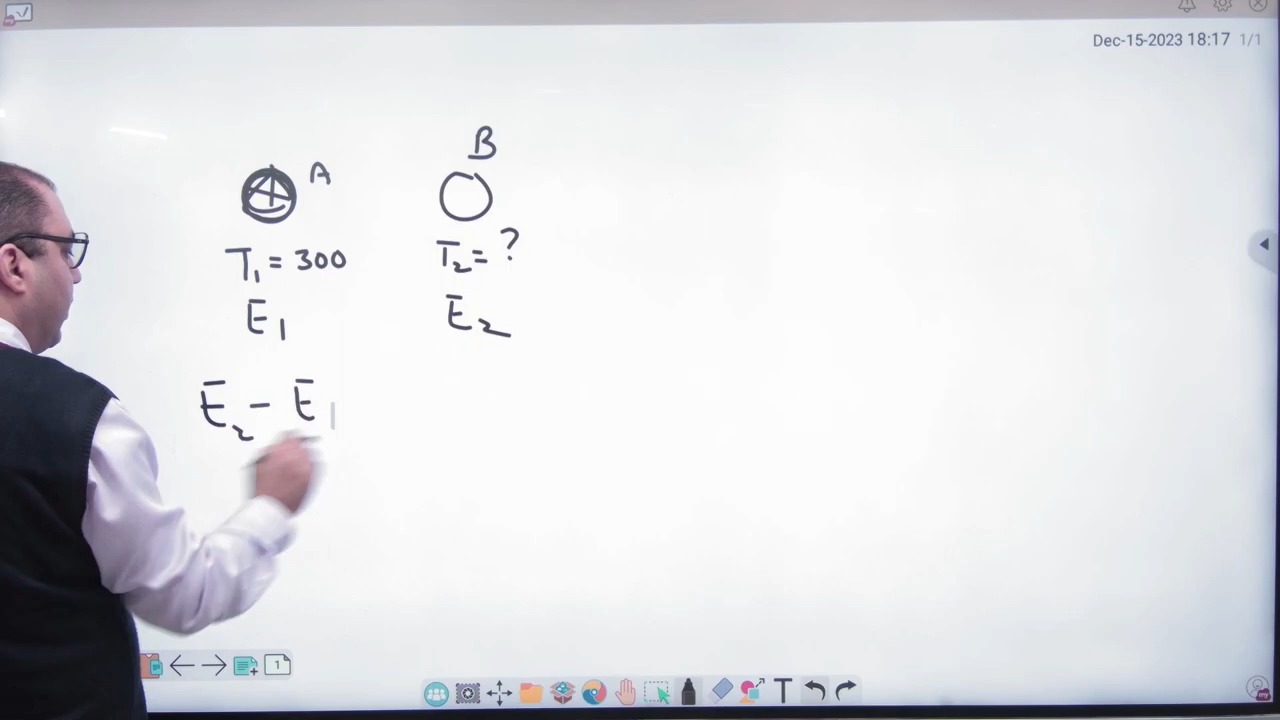 Dec-15-2023 18:17 1/1
B
A
T₁ = 300 T₂ = ?
E₁ E₂
E₂ - E₁
1
T